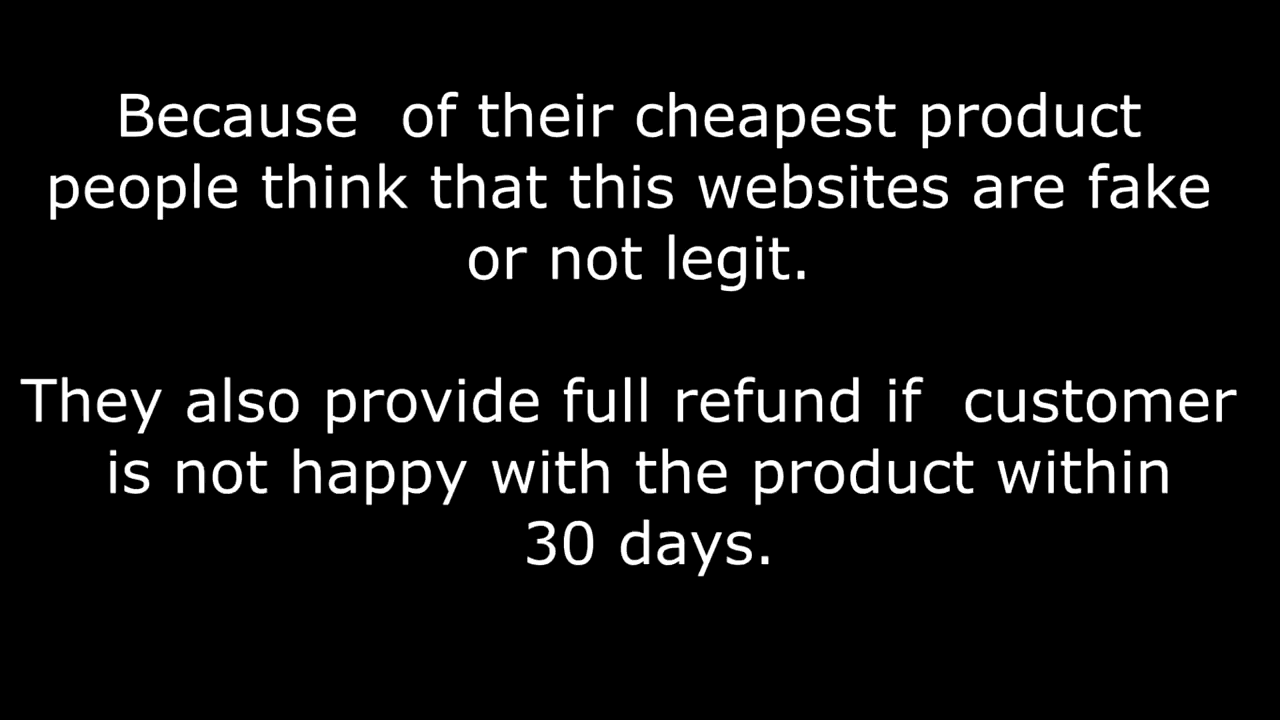 Because  of their cheapest product
people think that this websites are fake
or not legit.
They also provide full refund if  customer
is not happy with the product within
30 days.